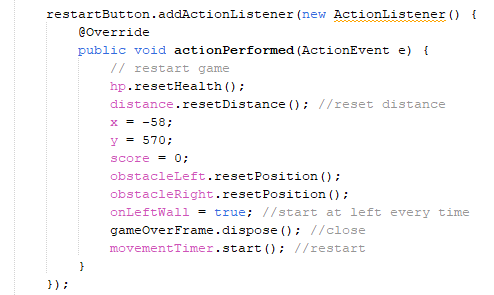 restartButton.addActionListener(new ActionListener() {
@Override
public void actionPerformed(ActionEvent e) {
// restart game
hp.resetHealth();
distance.resetDistance(); //reset distance
x = -58;
y = 570;
score = 0;
obstacleLeft.resetPosition();
obstacleRight.resetPosition();
onLeftWall = true; //start at left every time
gameOverFrame.dispose(); //close
movementTimer.start(); //restart
}
});